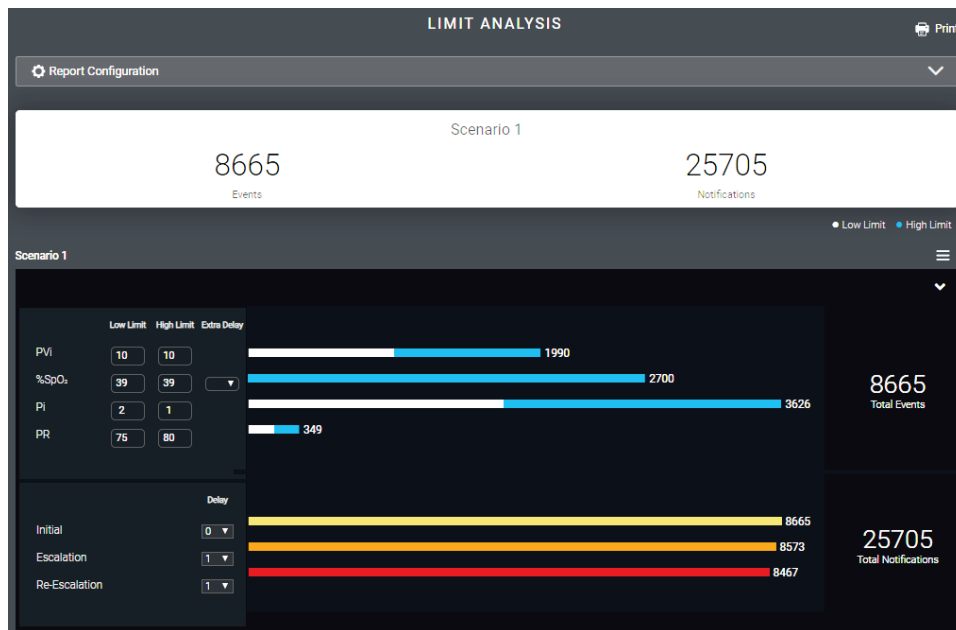 LIMIT ANALYSIS
Print
Report Configuration
Scenario 1
8665 25705
Events Notifications
Low Limit High Limit
Scenario 1
Low Limit High Limit Extra Delay
PVi 10 10 1990
%SpO₂ 39 39 2700
Pi 2 1 3626
PR 75 80 349
8665
Total Events
Delay
Initial 0 8665
Escalation 1 8573
Re-Escalation 1 8467
25705
Total Notifications